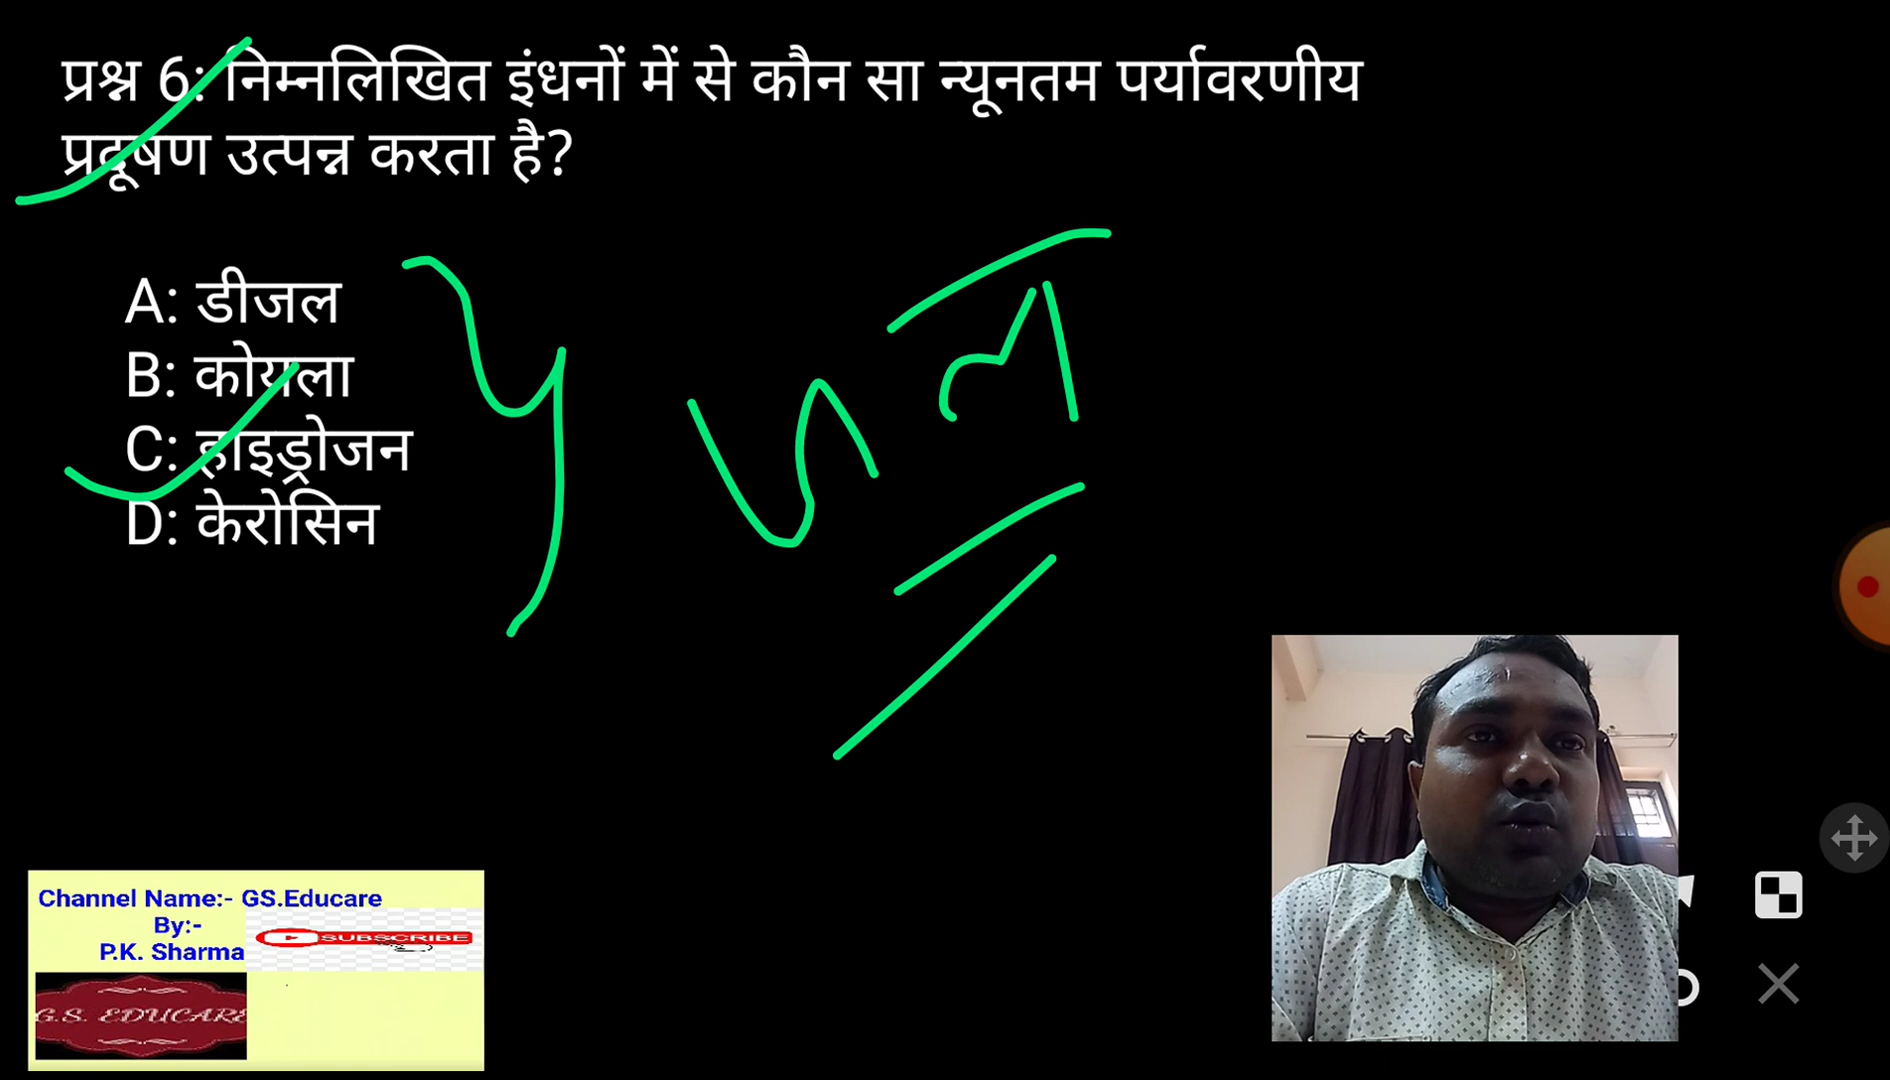 प्रश्न 6: निम्नलिखित इंधनों में से कौन सा न्यूनतम पर्यावरणीय
प्रदूषण उत्पन्न करता है?
A: डीजल
B: कोयला
C: हाइड्रोजन
D: केरोसिन
Channel Name:- GS.Educare
By:-
P.K. Sharma
SUBSCRIBE
G.S. EDUCARE